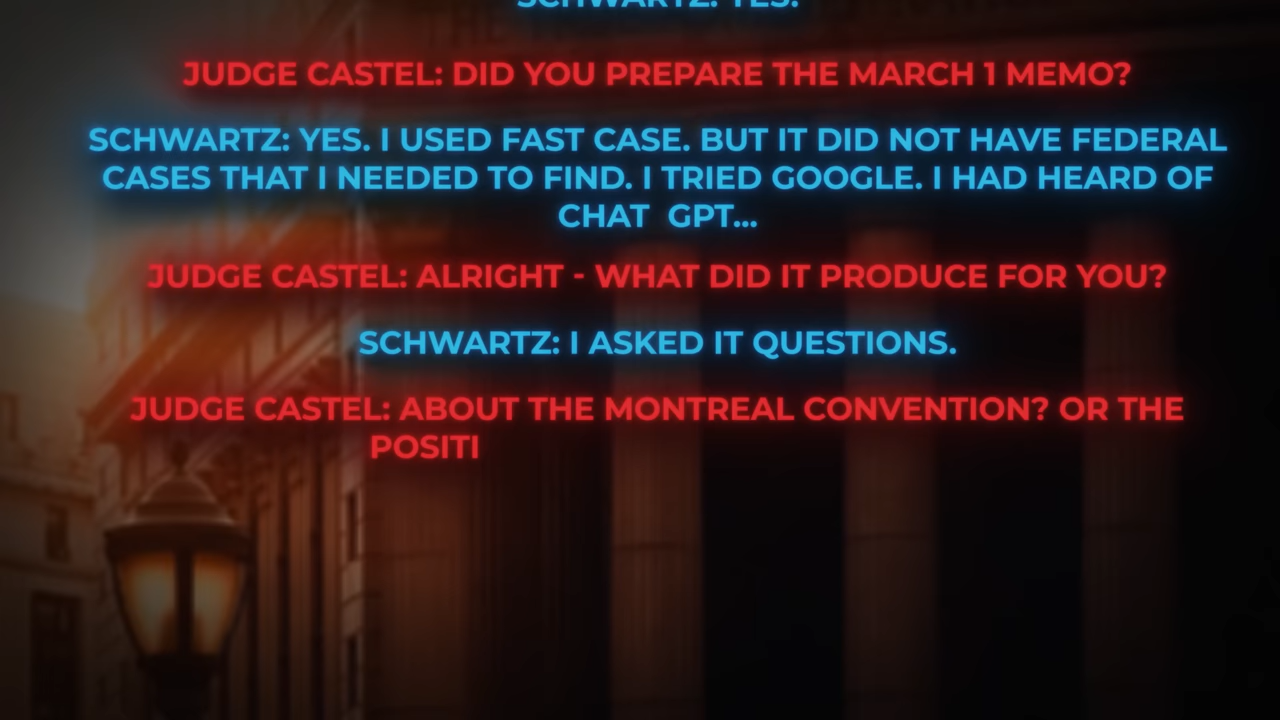 SCHWARTZ: YES.
JUDGE CASTEL: DID YOU PREPARE THE MARCH 1 MEMO?
SCHWARTZ: YES. I USED FAST CASE. BUT IT DID NOT HAVE FEDERAL
CASES THAT I NEEDED TO FIND. I TRIED GOOGLE. I HAD HEARD OF
CHAT  GPT...
JUDGE CASTEL: ALRIGHT - WHAT DID IT PRODUCE FOR YOU?
SCHWARTZ: I ASKED IT QUESTIONS.
JUDGE CASTEL: ABOUT THE MONTREAL CONVENTION? OR THE
POSITI